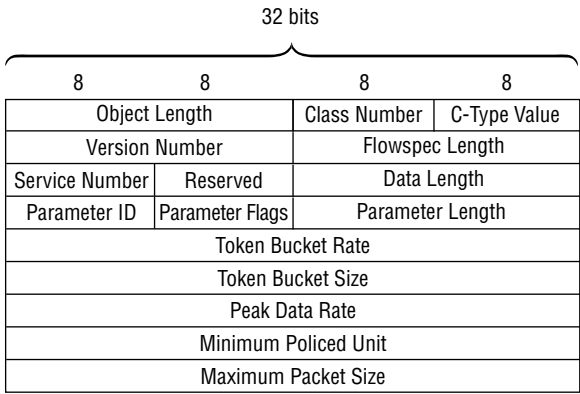 32 bits
8 8 8 8
Object Length Class Number C-Type Value
Version Number Flowspec Length
Service Number Reserved Data Length
Parameter ID Parameter Flags Parameter Length
Token Bucket Rate
Token Bucket Size
Peak Data Rate
Minimum Policed Unit
Maximum Packet Size